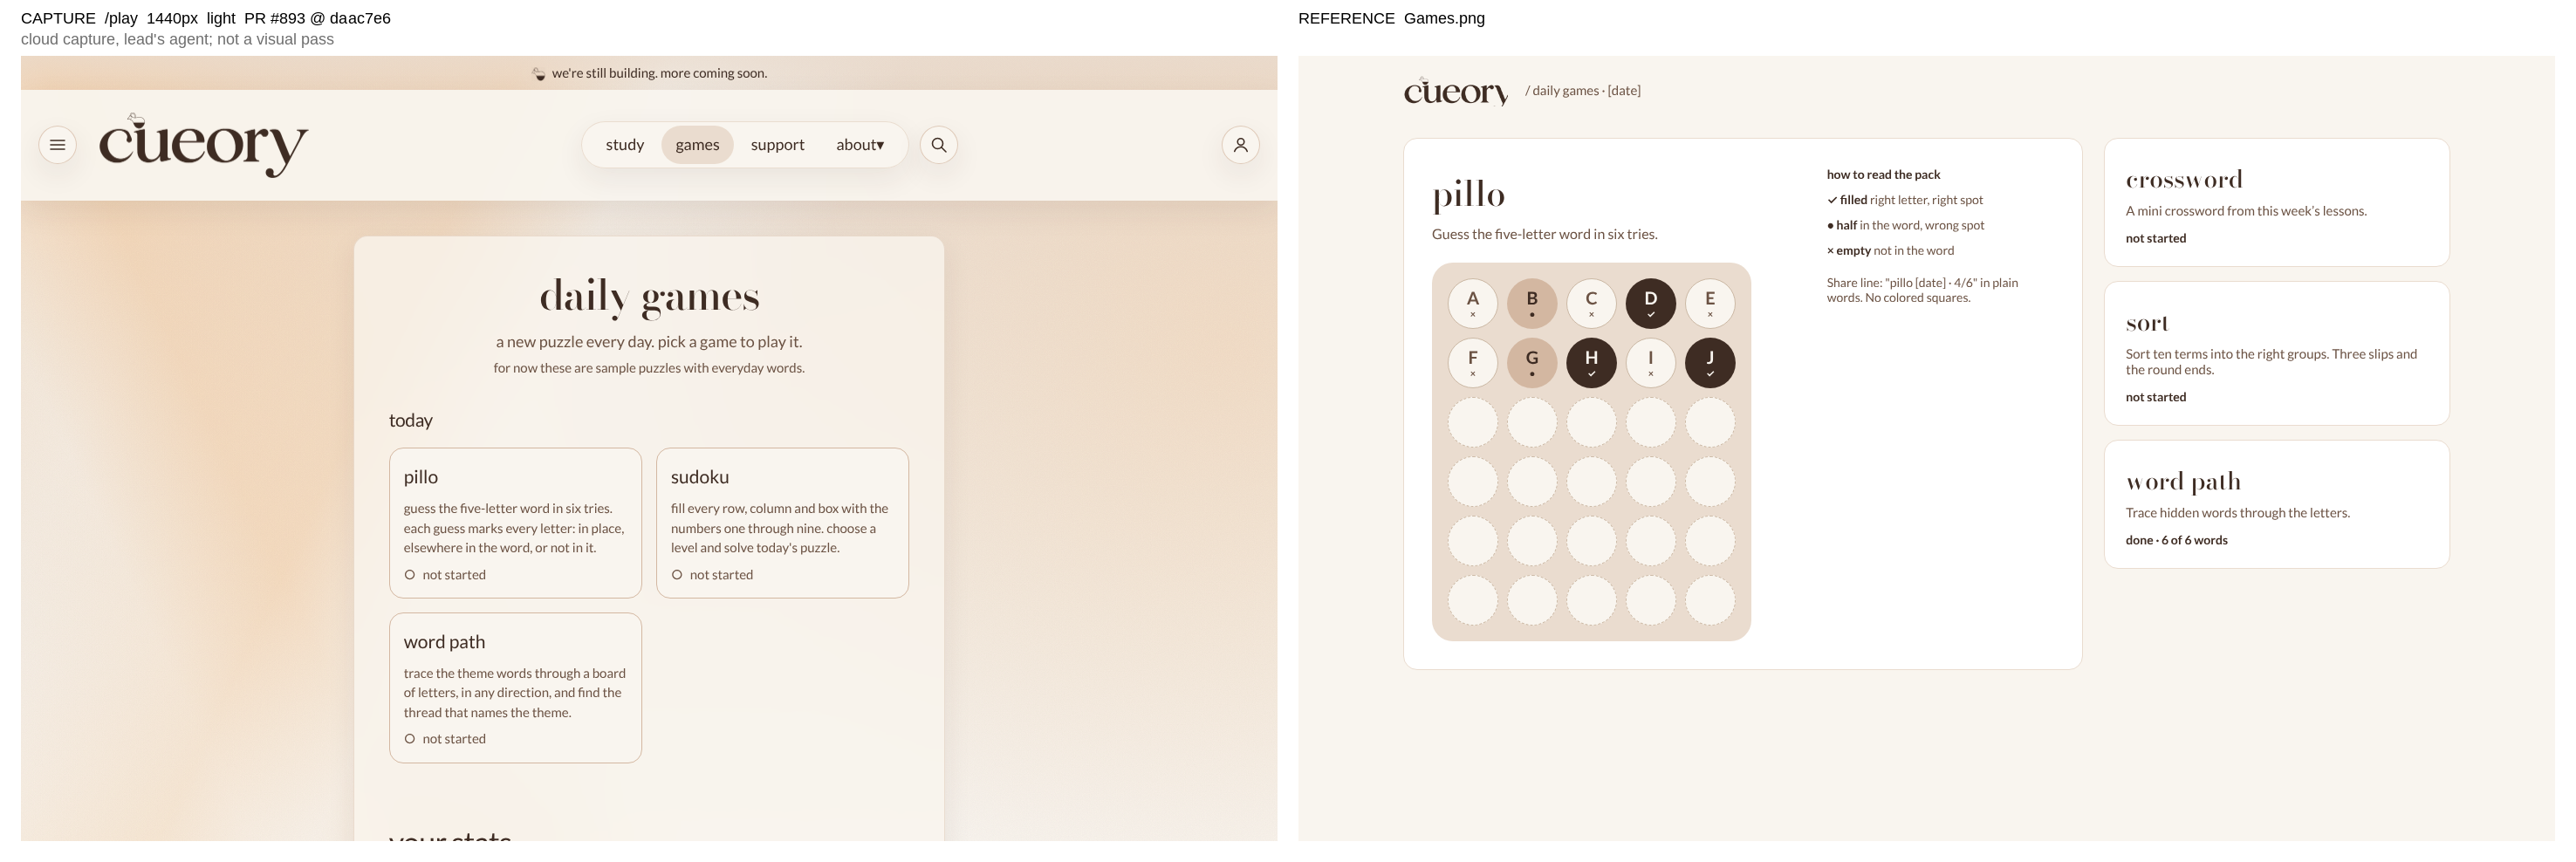 CAPTURE /play 1440px light PR #893 @ daac7e6
cloud capture, lead's agent; not a visual pass
we're still building. more coming soon.
cueory
study games support about▾
daily games
a new puzzle every day. pick a game to play it.
for now these are sample puzzles with everyday words.
today
pillo
guess the five-letter word in six tries.
each guess marks every letter: in place,
elsewhere in the word, or not in it.
not started
sudoku
fill every row, column and box with the
numbers one through nine. choose a
level and solve today's puzzle.
not started
word path
trace the theme words through a board
of letters, in any direction, and find the
thread that names the theme.
not started
your stats
REFERENCE Games.png
cueory / daily games · [date]
pillo
Guess the five-letter word in six tries.
A B C D E
× • × ✓ ×
F G H I J
× • ✓ × ✓
how to read the pack
✓ filled right letter, right spot
• half in the word, wrong spot
× empty not in the word
Share line: "pillo [date] · 4/6" in plain
words. No colored squares.
crossword
A mini crossword from this week's lessons.
not started
sort
Sort ten terms into the right groups. Three slips and
the round ends.
not started
word path
Trace hidden words through the letters.
done · 6 of 6 words